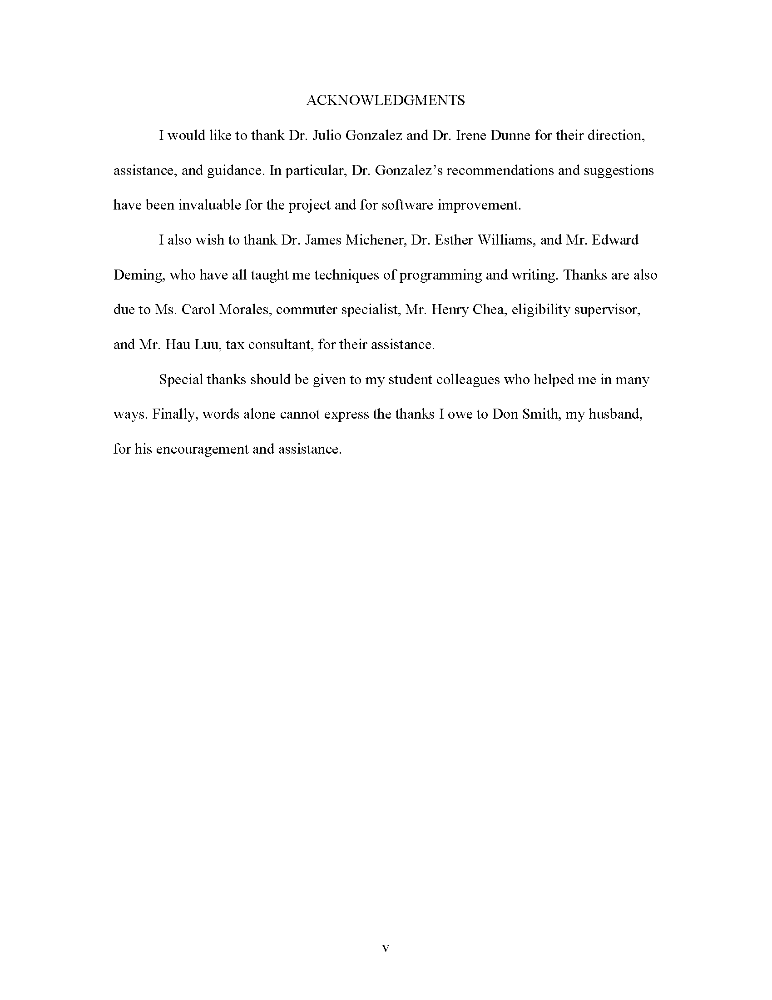 ACKNOWLEDGMENTS
I would like to thank Dr. Julio Gonzalez and Dr. Irene Dunne for their direction,
assistance, and guidance. In particular, Dr. Gonzalez’s recommendations and suggestions
have been invaluable for the project and for software improvement.
I also wish to thank Dr. James Michener, Dr. Esther Williams, and Mr. Edward
Deming, who have all taught me techniques of programming and writing. Thanks are also
due to Ms. Carol Morales, commuter specialist, Mr. Henry Chea, eligibility supervisor,
and Mr. Hau Luu, tax consultant, for their assistance.
Special thanks should be given to my student colleagues who helped me in many
ways. Finally, words alone cannot express the thanks I owe to Don Smith, my husband,
for his encouragement and assistance.
v